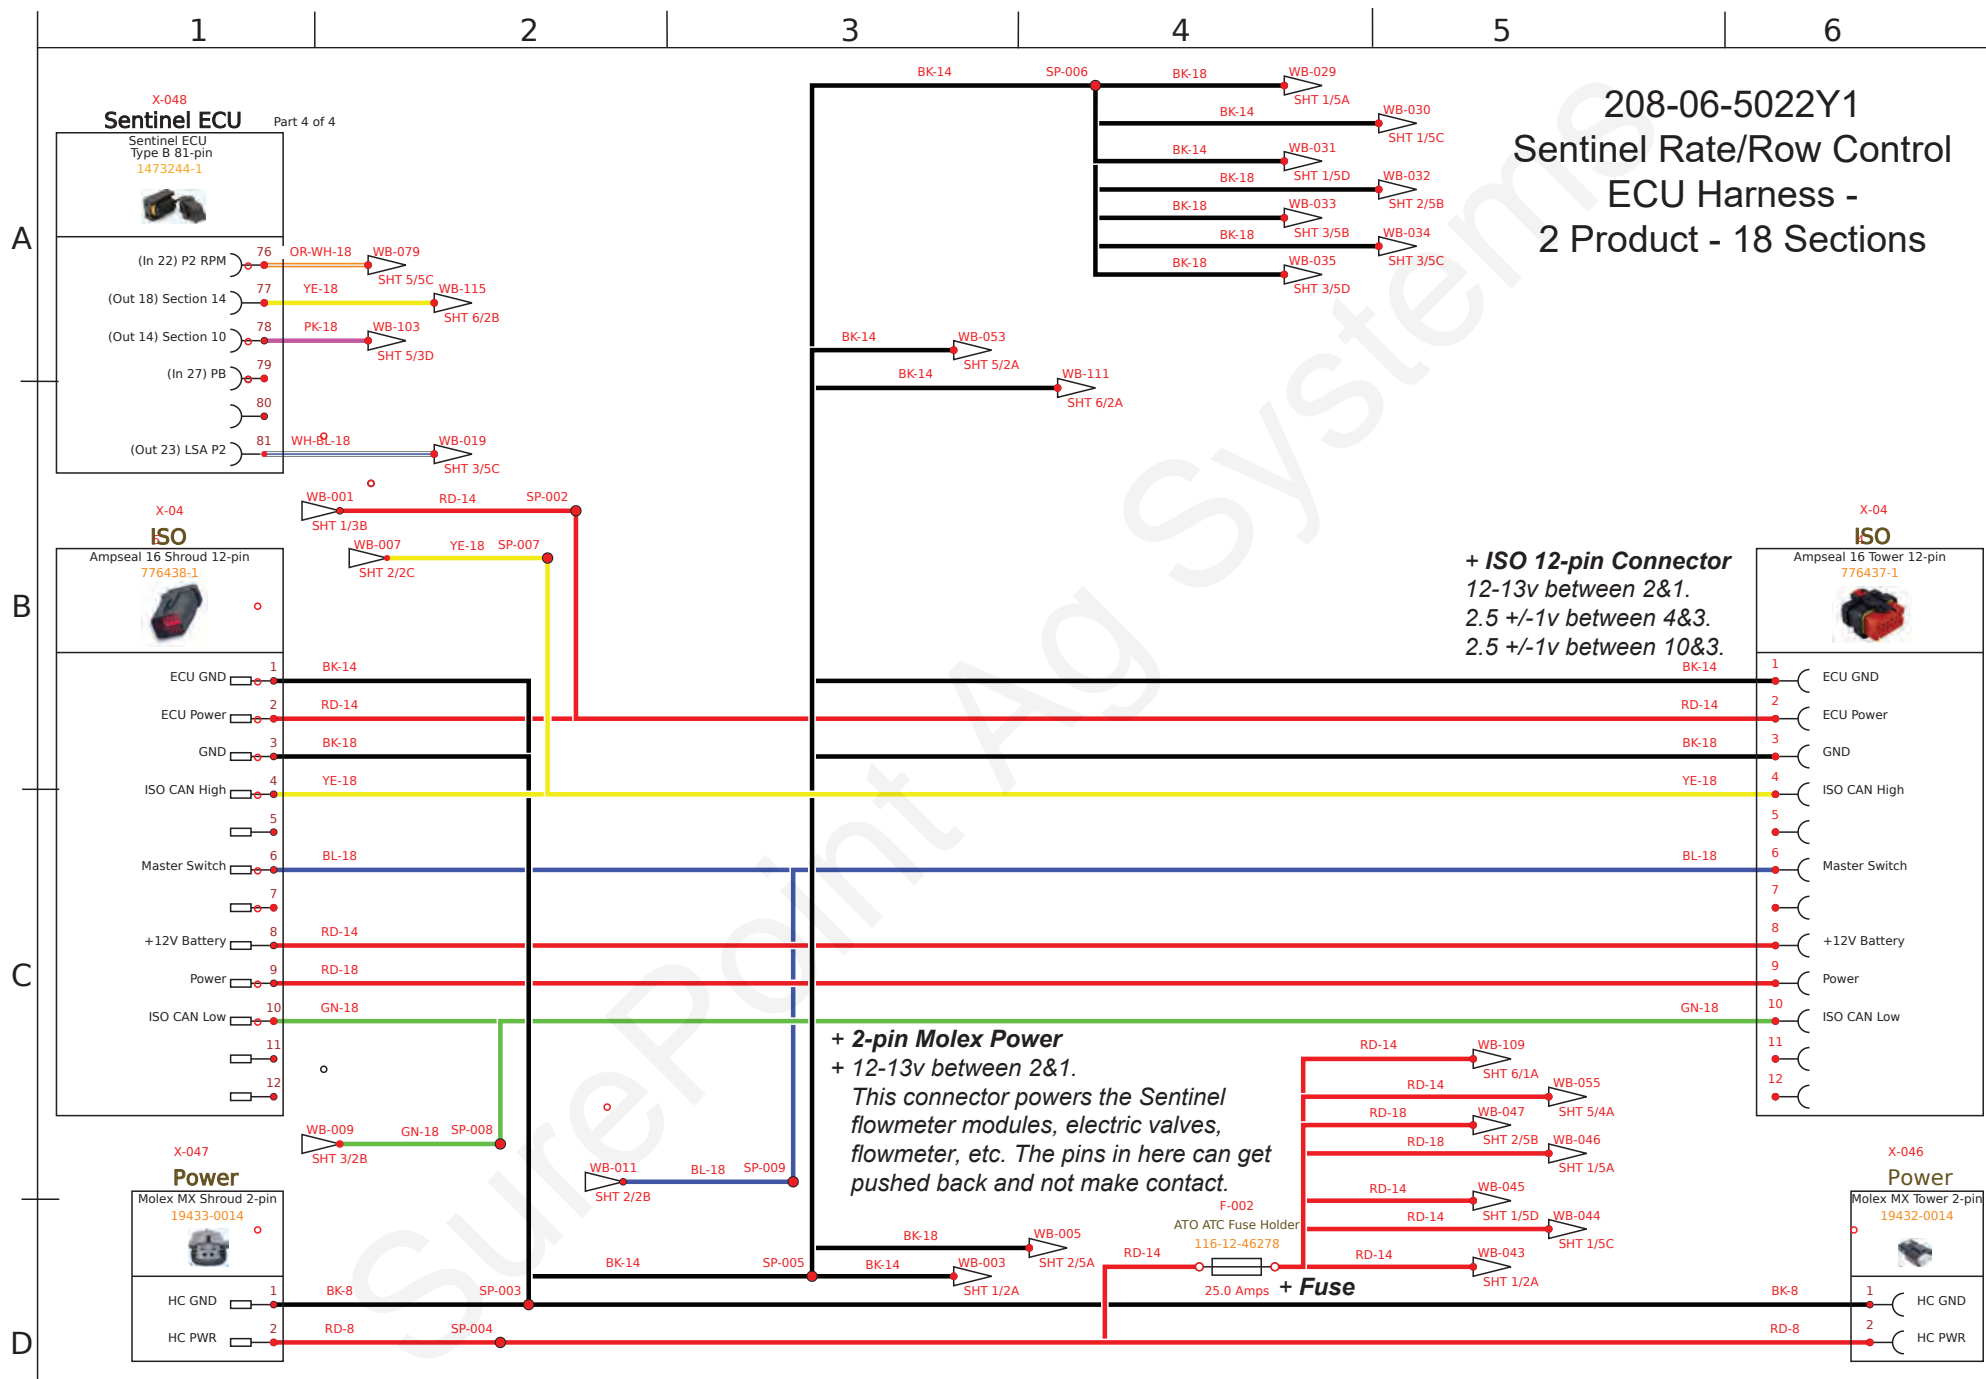 1 2 3 4 5 6
A
B
C
D
208-06-5022Y1
Sentinel Rate/Row Control
ECU Harness -
2 Product - 18 Sections
X-048
Sentinel ECU
Part 4 of 4
Sentinel ECU
Type B 81-pin
1473244-1
(In 22) P2 RPM 76 OR-WH-18 WB-079
SHT 5/5C
(Out 18) Section 14 77 YE-18 WB-115
SHT 6/2B
(Out 14) Section 10 78 PK-18 WB-103
SHT 5/3D
(In 27) PB 79
80
(Out 23) LSA P2 81 WH-BL-18 WB-019
SHT 3/5C
BK-14 SP-006 BK-18 WB-029
SHT 1/5A
BK-14 WB-030
SHT 1/5C
BK-14 WB-031
SHT 1/5D
BK-18 WB-032
SHT 2/5B
BK-18 WB-033
SHT 3/5B
BK-18 WB-034
SHT 3/5C
BK-18 WB-035
SHT 3/5D
BK-14 WB-053
SHT 5/2A
BK-14 WB-111
SHT 6/2A
WB-001 RD-14 SP-002
SHT 1/3B
WB-007 YE-18 SP-007
SHT 2/2C
X-04
ISO
Ampseal 16 Shroud 12-pin
776438-1
ECU GND 1 BK-14
ECU Power 2 RD-14
GND 3 BK-18
ISO CAN High 4 YE-18
5
Master Switch 6 BL-18
7
+12V Battery 8 RD-14
Power 9 RD-18
ISO CAN Low 10 GN-18
11
12
+ ISO 12-pin Connector
12-13v between 2&1.
2.5 +/-1v between 4&3.
2.5 +/-1v between 10&3.
X-04
ISO
Ampseal 16 Tower 12-pin
776437-1
BK-14 1 ECU GND
RD-14 2 ECU Power
BK-18 3 GND
YE-18 4 ISO CAN High
5
BL-18 6 Master Switch
7
8 +12V Battery
9 Power
GN-18 10 ISO CAN Low
11
12
WB-009 GN-18 SP-008
SHT 3/2B
WB-011 BL-18 SP-009
SHT 2/2B
+ 2-pin Molex Power
+ 12-13v between 2&1.
This connector powers the Sentinel
flowmeter modules, electric valves,
flowmeter, etc. The pins in here can get
pushed back and not make contact.
RD-14 WB-109
SHT 6/1A
RD-14 WB-055
SHT 5/4A
RD-18 WB-047
SHT 2/5B
RD-18 WB-046
SHT 1/5A
RD-14 WB-045
SHT 1/5D
RD-14 WB-044
SHT 1/5C
RD-14 WB-043
SHT 1/2A
F-002
ATO ATC Fuse Holder
116-12-46278
RD-14
25.0 Amps
+ Fuse
BK-18 WB-005
SHT 2/5A
BK-14 SP-005 BK-14 WB-003
SHT 1/2A
X-047
Power
Molex MX Shroud 2-pin
19433-0014
HC GND 1 BK-8 SP-003
HC PWR 2 RD-8 SP-004
X-046
Power
Molex MX Tower 2-pin
19432-0014
BK-8 1 HC GND
RD-8 2 HC PWR
SurePoint Ag Systems